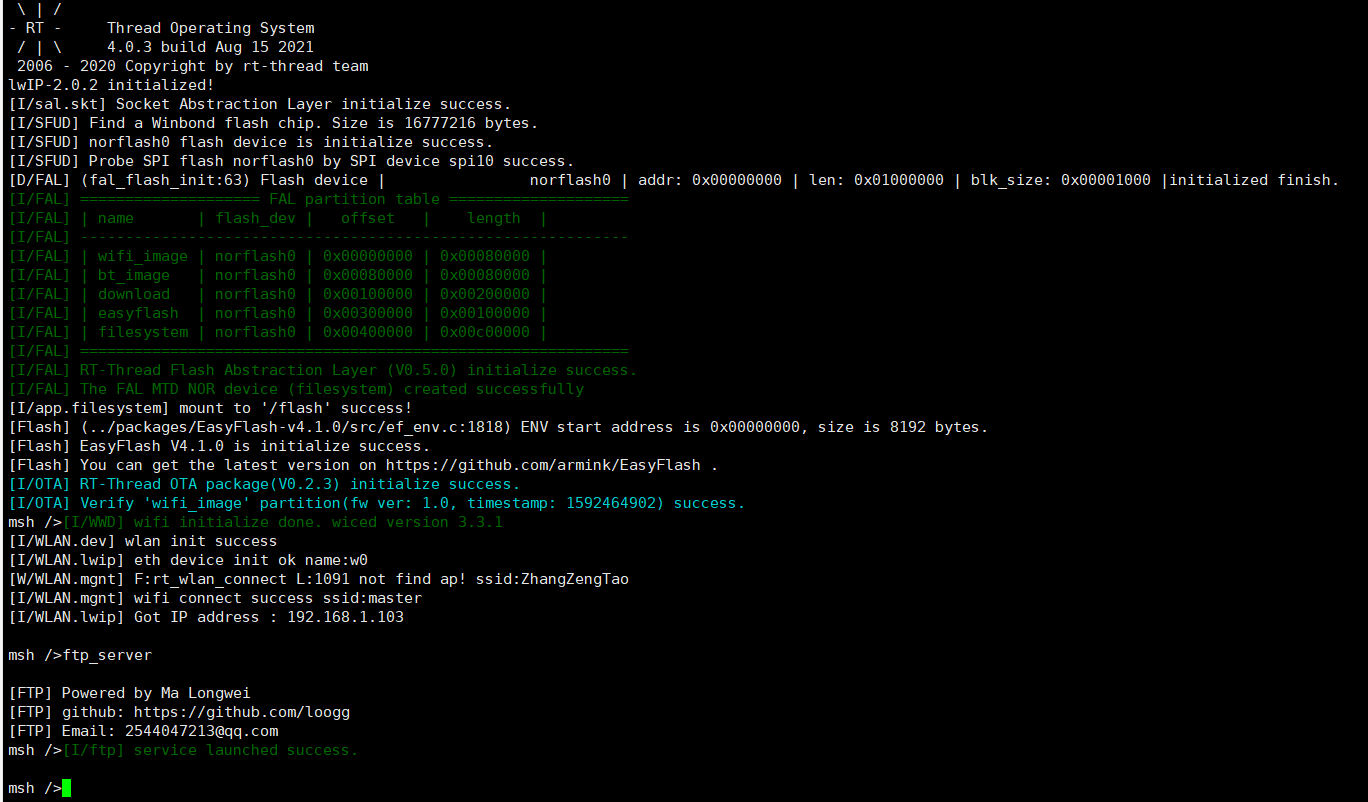 \ | /
- RT -     Thread Operating System
 / | \     4.0.3 build Aug 15 2021
 2006 - 2020 Copyright by rt-thread team
lwIP-2.0.2 initialized!
[I/sal.skt] Socket Abstraction Layer initialize success.
[I/SFUD] Find a Winbond flash chip. Size is 16777216 bytes.
[I/SFUD] norflash0 flash device is initialize success.
[I/SFUD] Probe SPI flash norflash0 by SPI device spi10 success.
[D/FAL] (fal_flash_init:63) Flash device |                norflash0 | addr: 0x00000000 | len: 0x01000000 | blk_size: 0x00001000 |initialized finish.
[I/FAL] ==================== FAL partition table ====================
[I/FAL] | name       | flash_dev |   offset   |    length  |
[I/FAL] -------------------------------------------------------------
[I/FAL] | wifi_image | norflash0 | 0x00000000 | 0x00080000 |
[I/FAL] | bt_image   | norflash0 | 0x00080000 | 0x00080000 |
[I/FAL] | download   | norflash0 | 0x00100000 | 0x00200000 |
[I/FAL] | easyflash  | norflash0 | 0x00300000 | 0x00100000 |
[I/FAL] | filesystem | norflash0 | 0x00400000 | 0x00c00000 |
[I/FAL] =============================================================
[I/FAL] RT-Thread Flash Abstraction Layer (V0.5.0) initialize success.
[I/FAL] The FAL MTD NOR device (filesystem) created successfully
[I/app.filesystem] mount to '/flash' success!
[Flash] (../packages/EasyFlash-v4.1.0/src/ef_env.c:1818) ENV start address is 0x00000000, size is 8192 bytes.
[Flash] EasyFlash V4.1.0 is initialize success.
[Flash] You can get the latest version on https://github.com/armink/EasyFlash .
[I/OTA] RT-Thread OTA package(V0.2.3) initialize success.
[I/OTA] Verify 'wifi_image' partition(fw ver: 1.0, timestamp: 1592464902) success.
msh />[I/WWD] wifi initialize done. wiced version 3.3.1
[I/WLAN.dev] wlan init success
[I/WLAN.lwip] eth device init ok name:w0
[W/WLAN.mgnt] F:rt_wlan_connect L:1091 not find ap! ssid:ZhangZengTao
[I/WLAN.mgnt] wifi connect success ssid:master
[I/WLAN.lwip] Got IP address : 192.168.1.103
msh />ftp_server
[FTP] Powered by Ma Longwei
[FTP] github: https://github.com/loogg
[FTP] Email: 2544047213@qq.com
msh />[I/ftp] service launched success.
msh />